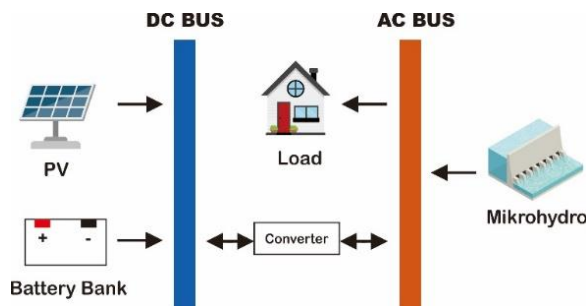 DC BUS
AC BUS
PV
Load
Mikrohydro
+ -
Battery Bank
Converter